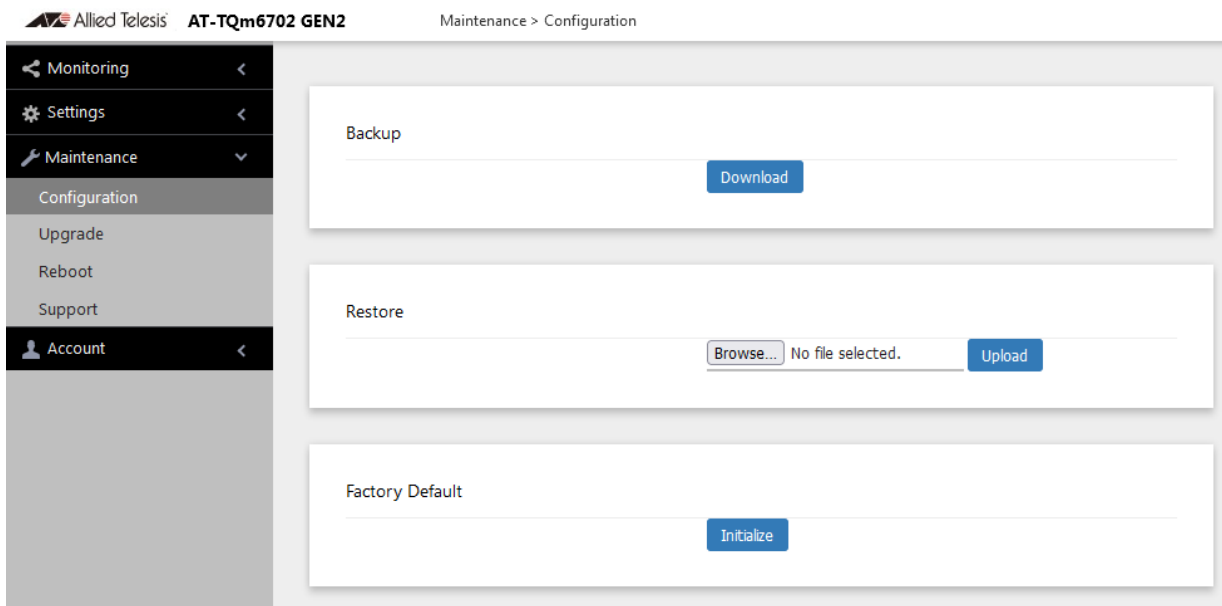 Allied Telesis AT-TQm6702 GEN2 Maintenance > Configuration
Monitoring
Settings
Maintenance
Configuration
Upgrade
Reboot
Support
Account
Backup
Download
Restore
Browse... No file selected. Upload
Factory Default
Initialize